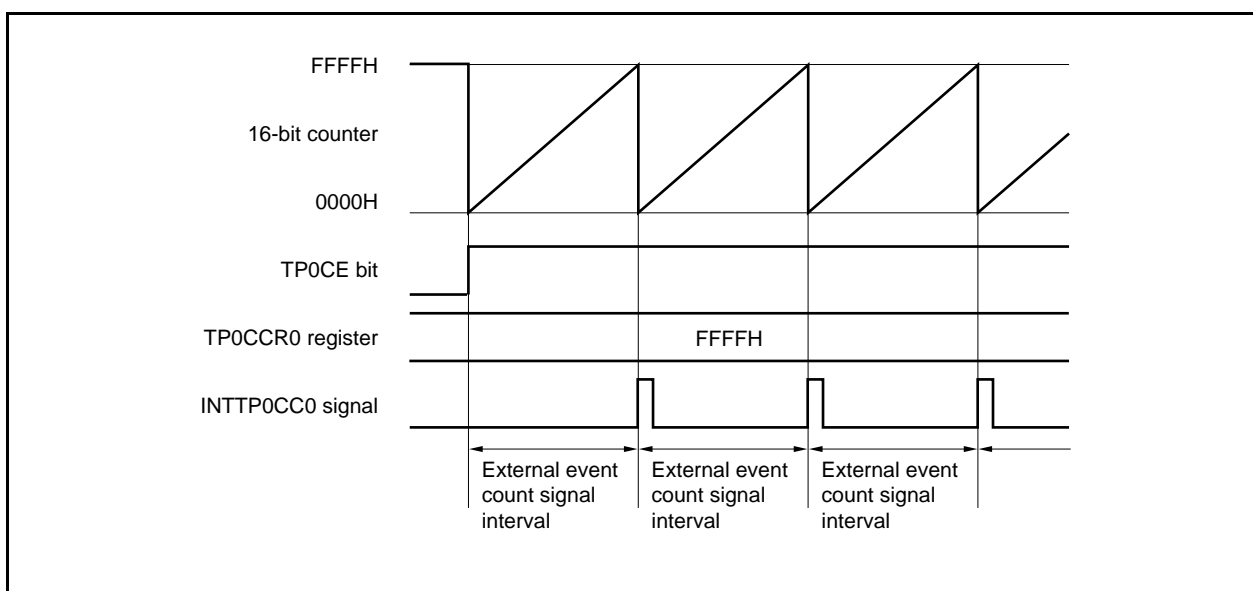 FFFFH
16-bit counter
0000H
TP0CE bit
TP0CCR0 register
FFFFH
INTTP0CC0 signal
External event
count signal
interval
External event
count signal
interval
External event
count signal
interval